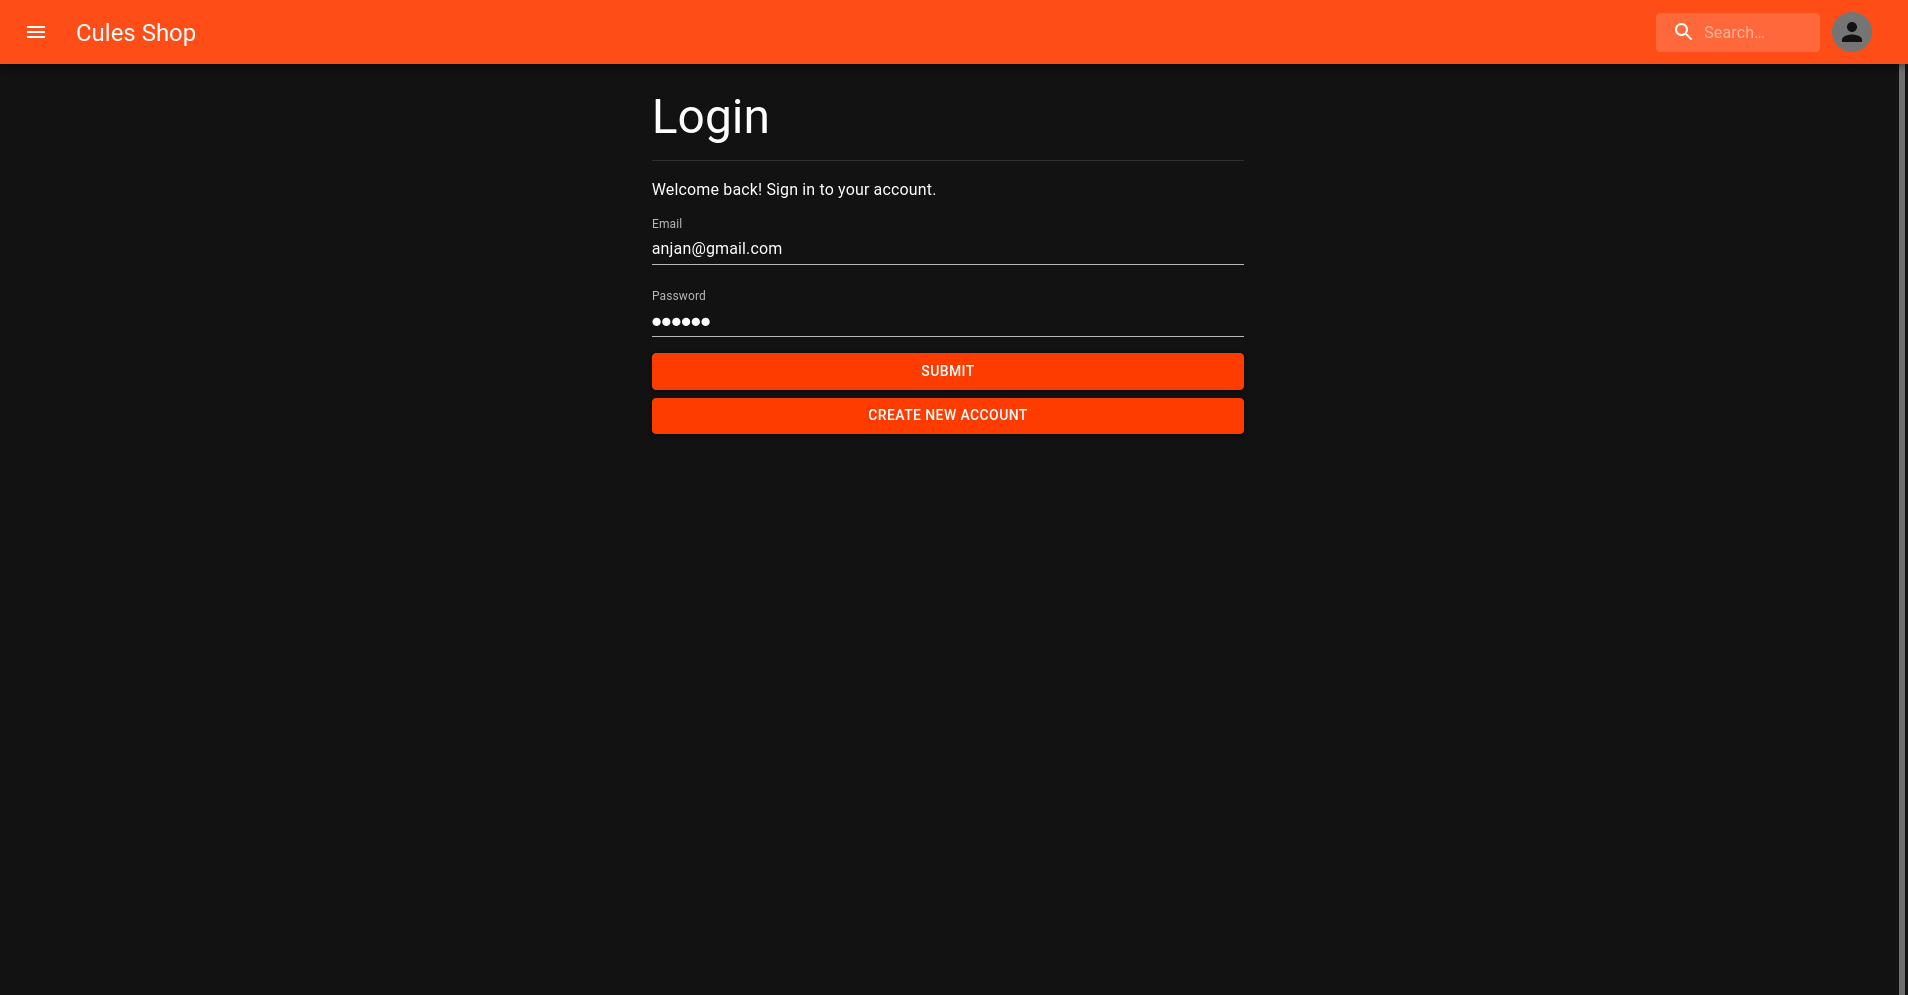 Cules Shop
Search...
Login
Welcome back! Sign in to your account.
Email
anjan@gmail.com
Password
••••••
SUBMIT
CREATE NEW ACCOUNT